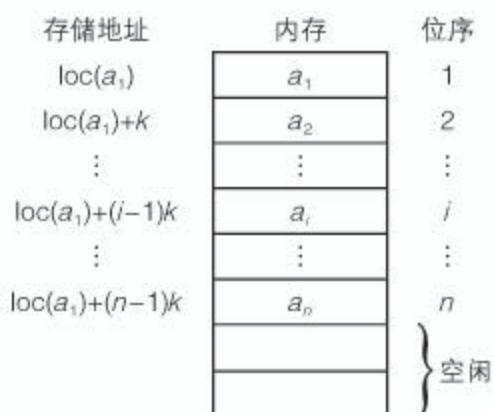 存储地址 内存 位序
loc(a₁) a₁ 1
loc(a₁)+k a₂ 2
⋮ ⋮ ⋮
loc(a₁)+(i−1)k aᵢ i
⋮ ⋮ ⋮
loc(a₁)+(n−1)k aₙ n
空闲